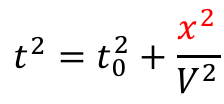 t² = t₀² + x²/V²